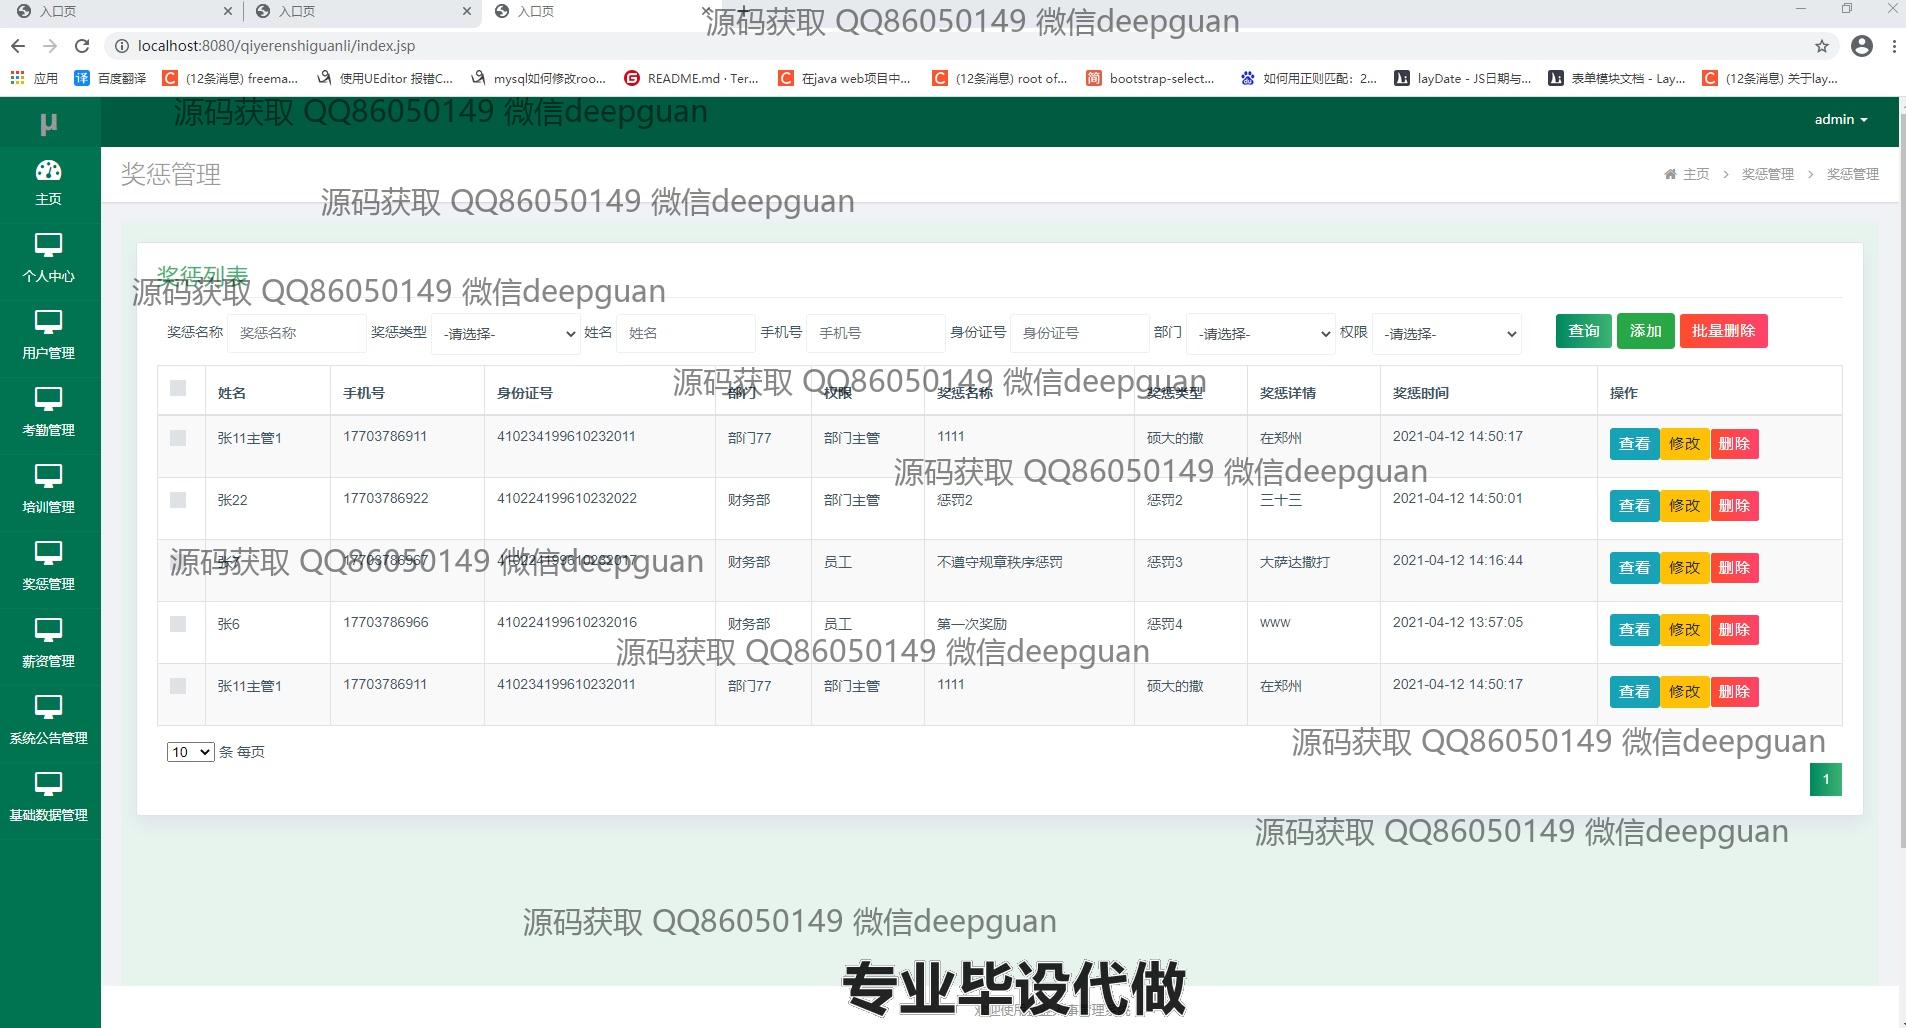 入口页
入口页
入口页
源码获取 QQ86050149 微信deepguan
localhost:8080/qiyerenshiguanli/index.jsp
应用 百度翻译 (12条消息) freema... 使用UEditor 报错C... mysql如何修改roo... README.md · Ter... 在java web项目中... (12条消息) root of... bootstrap-select... 如何用正则匹配：2... layDate - JS日期与... 表单模块文档 - Lay... (12条消息) 关于lay...
μ
源码获取 QQ86050149 微信deepguan
admin
主页
个人中心
用户管理
考勤管理
培训管理
奖惩管理
薪资管理
系统公告管理
基础数据管理
奖惩管理
主页 > 奖惩管理 > 奖惩管理
源码获取 QQ86050149 微信deepguan
奖惩列表
源码获取 QQ86050149 微信deepguan
奖惩名称 奖惩名称 奖惩类型 -请选择- 姓名 姓名 手机号 手机号 身份证号 身份证号 部门 -请选择- 权限 -请选择- 查询 添加 批量删除
源码获取 QQ86050149 微信deepguan
姓名 手机号 身份证号 部门 权限 奖惩名称 奖惩类型 奖惩详情 奖惩时间 操作
张11主管1 17703786911 410234199610232011 部门77 部门主管 1111 硕大的撒 在郑州 2021-04-12 14:50:17 查看 修改 删除
源码获取 QQ86050149 微信deepguan
张22 17703786922 410224199610232022 财务部 部门主管 惩罚2 惩罚2 三十三 2021-04-12 14:50:01 查看 修改 删除
源码获取 QQ86050149 微信deepguan
17703786967 410224199610232017 财务部 员工 不遵守规章秩序惩罚 惩罚3 大萨达撒打 2021-04-12 14:16:44 查看 修改 删除
张6 17703786966 410224199610232016 财务部 员工 第一次奖励 惩罚4 www 2021-04-12 13:57:05 查看 修改 删除
源码获取 QQ86050149 微信deepguan
张11主管1 17703786911 410234199610232011 部门77 部门主管 1111 硕大的撒 在郑州 2021-04-12 14:50:17 查看 修改 删除
源码获取 QQ86050149 微信deepguan
10 条 每页
1
源码获取 QQ86050149 微信deepguan
源码获取 QQ86050149 微信deepguan
专业毕设代做